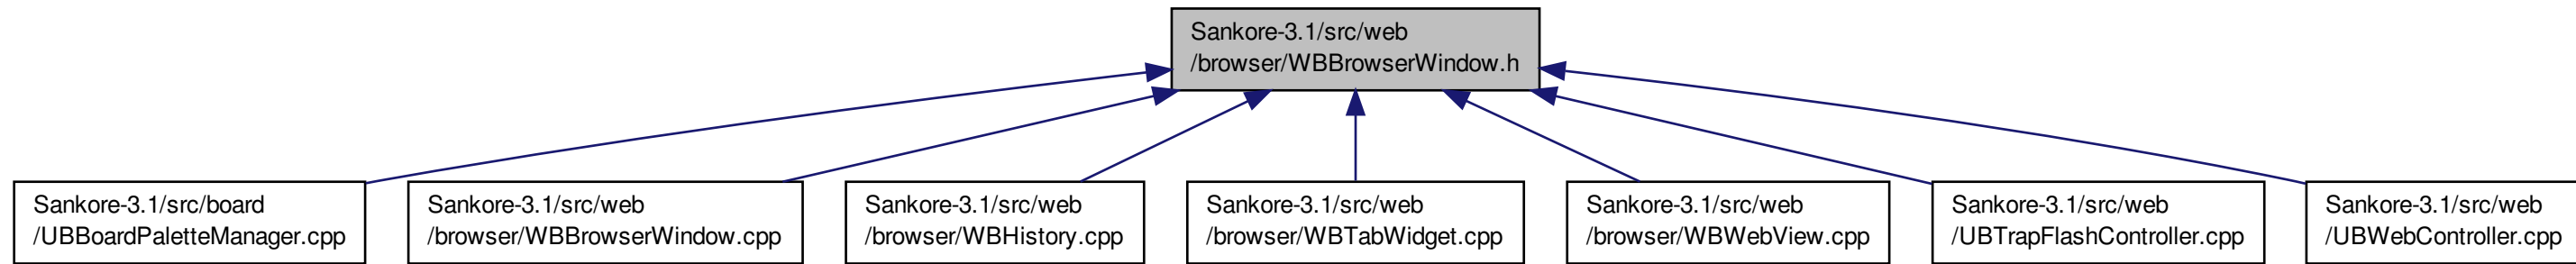 Sankore-3.1/src/web
/browser/WBBrowserWindow.h
Sankore-3.1/src/board
/UBBoardPaletteManager.cpp
Sankore-3.1/src/web
/browser/WBBrowserWindow.cpp
Sankore-3.1/src/web
/browser/WBHistory.cpp
Sankore-3.1/src/web
/browser/WBTabWidget.cpp
Sankore-3.1/src/web
/browser/WBWebView.cpp
Sankore-3.1/src/web
/UBTrapFlashController.cpp
Sankore-3.1/src/web
/UBWebController.cpp